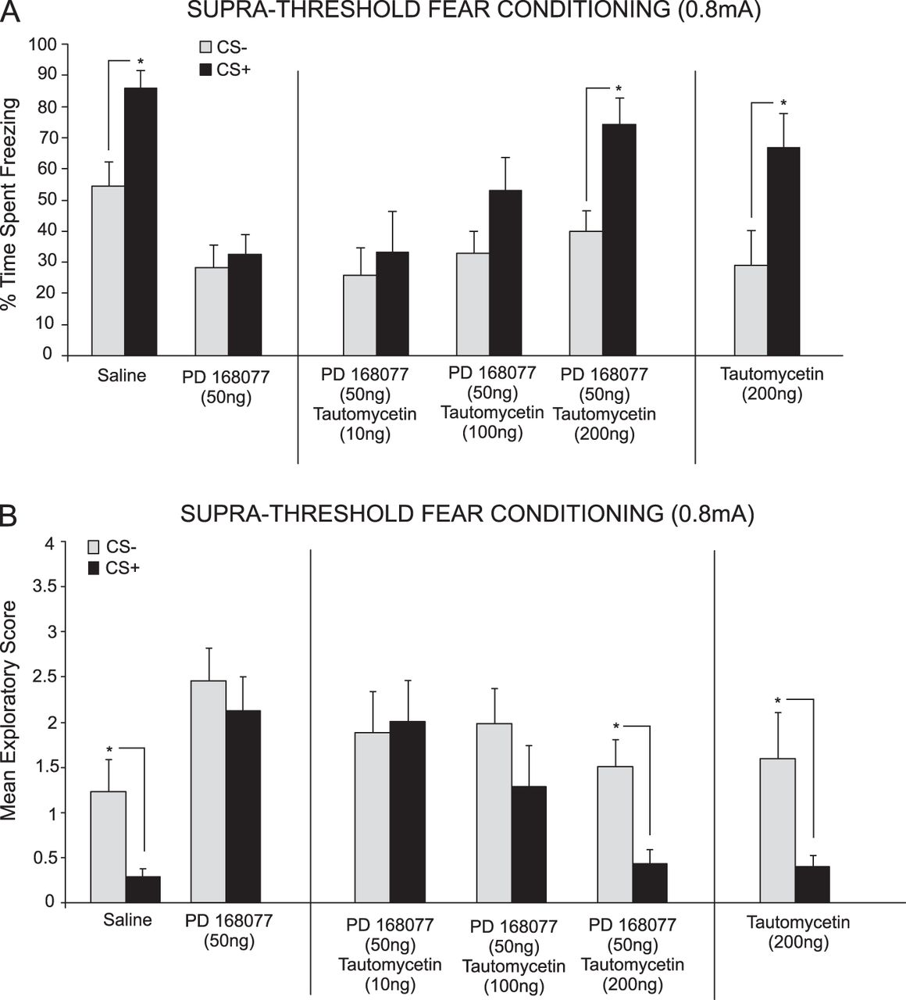 A
SUPRA-THRESHOLD FEAR CONDITIONING (0.8mA)
% Time Spent Freezing
100
90
80
70
60
50
40
30
20
10
0
CS-
CS+
*
*
*
Saline
PD 168077
(50ng)
PD 168077
(50ng)
Tautomycetin
(10ng)
PD 168077
(50ng)
Tautomycetin
(100ng)
PD 168077
(50ng)
Tautomycetin
(200ng)
Tautomycetin
(200ng)
B
SUPRA-THRESHOLD FEAR CONDITIONING (0.8mA)
Mean Exploratory Score
4
3.5
3
2.5
2
1.5
1
0.5
0
CS-
CS+
*
*
*
Saline
PD 168077
(50ng)
PD 168077
(50ng)
Tautomycetin
(10ng)
PD 168077
(50ng)
Tautomycetin
(100ng)
PD 168077
(50ng)
Tautomycetin
(200ng)
Tautomycetin
(200ng)